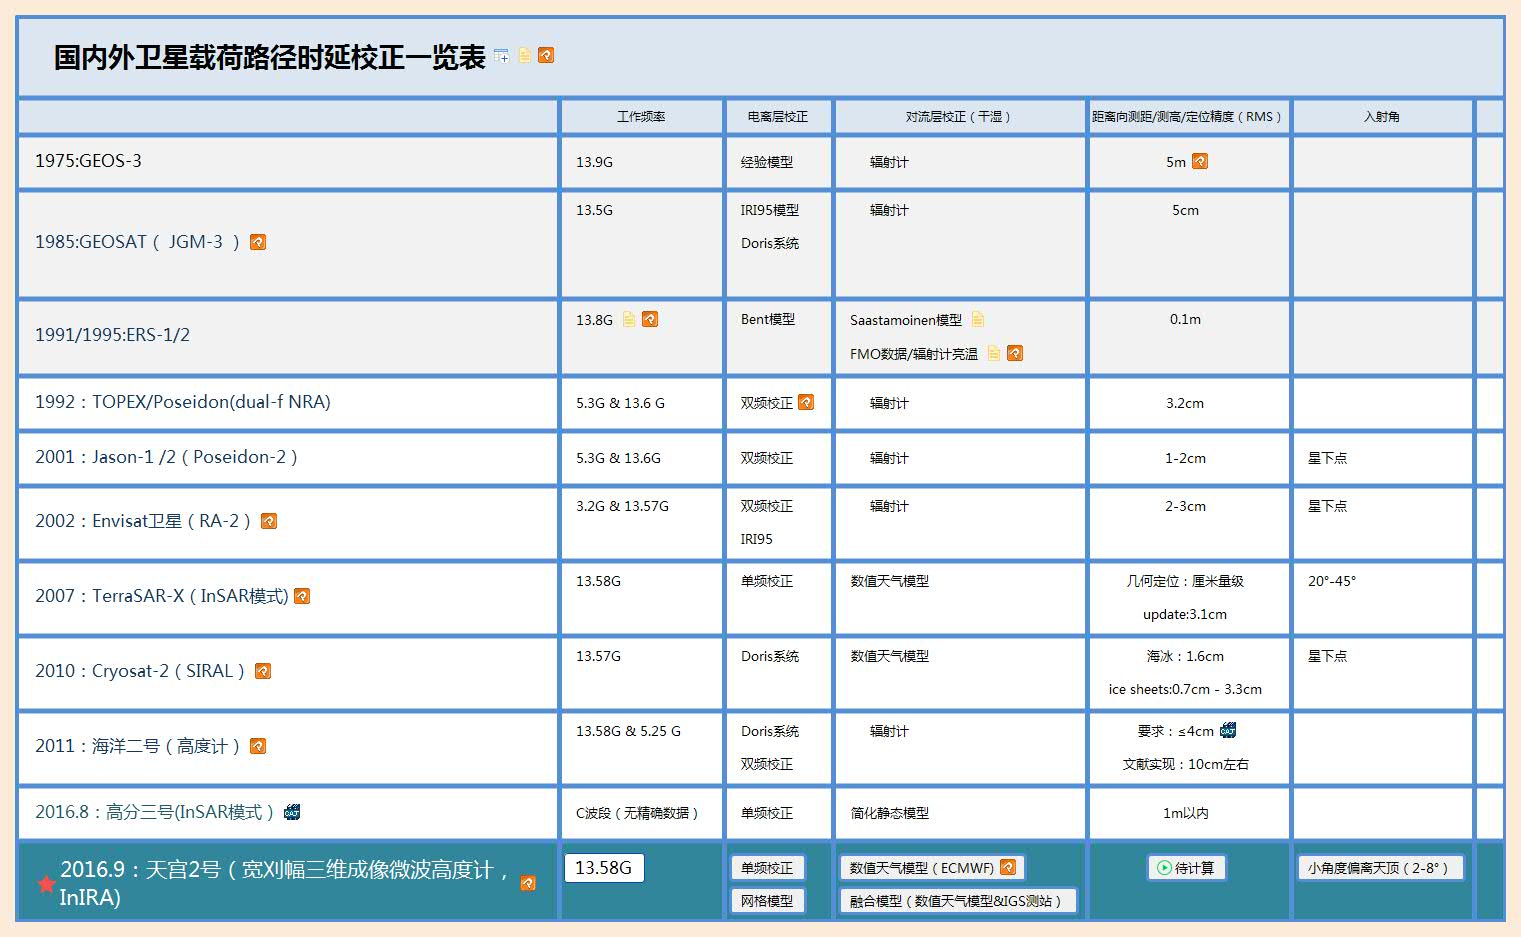 国内外卫星载荷路径时延校正一览表
工作频率 电离层校正 对流层校正（干湿） 距离向测距/测高/定位精度（RMS） 入射角
1975:GEOS-3 13.9G 经验模型 辐射计 5m
1985:GEOSAT（ JGM-3 ） 13.5G IRI95模型 辐射计 5cm
Doris系统
1991/1995:ERS-1/2 13.8G Bent模型 Saastamoinen模型 0.1m
FMO数据/辐射计亮温
1992：TOPEX/Poseidon(dual-f NRA) 5.3G & 13.6 G 双频校正 辐射计 3.2cm
2001：Jason-1 /2（Poseidon-2） 5.3G & 13.6G 双频校正 辐射计 1-2cm 星下点
2002：Envisat卫星（RA-2） 3.2G & 13.57G 双频校正 辐射计 2-3cm 星下点
IRI95
2007：TerraSAR-X（InSAR模式) 13.58G 单频校正 数值天气模型 几何定位：厘米量级 20°-45°
update:3.1cm
2010：Cryosat-2（SIRAL） 13.57G Doris系统 数值天气模型 海冰：1.6cm 星下点
ice sheets:0.7cm - 3.3cm
2011：海洋二号（高度计） 13.58G & 5.25 G Doris系统 辐射计 要求：≤4cm CAJ
双频校正 文献实现：10cm左右
2016.8：高分三号(InSAR模式） CAJ C波段（无精确数据） 单频校正 简化静态模型 1m以内
2016.9：天宫2号（宽刈幅三维成像微波高度计， 13.58G 单频校正 数值天气模型（ECMWF) 待计算 小角度偏离天顶（2-8°）
InIRA) 网格模型 融合模型（数值天气模型&IGS测站）